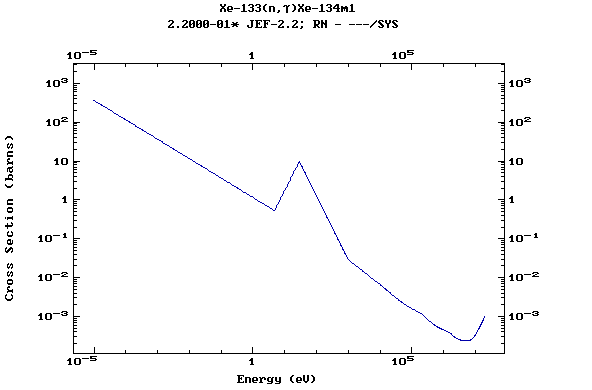 Xe-133(n,γ)Xe-134m1
2.2000-01* JEF-2.2; RN - ---/SYS
10⁻⁵ 10⁵
10³ 10³
10² 10²
10 10
1 1
10⁻¹ 10⁻¹
10⁻² 10⁻²
10⁻³ 10⁻³
Cross Section (barns)
10⁻⁵ 1 10⁵
Energy (eV)